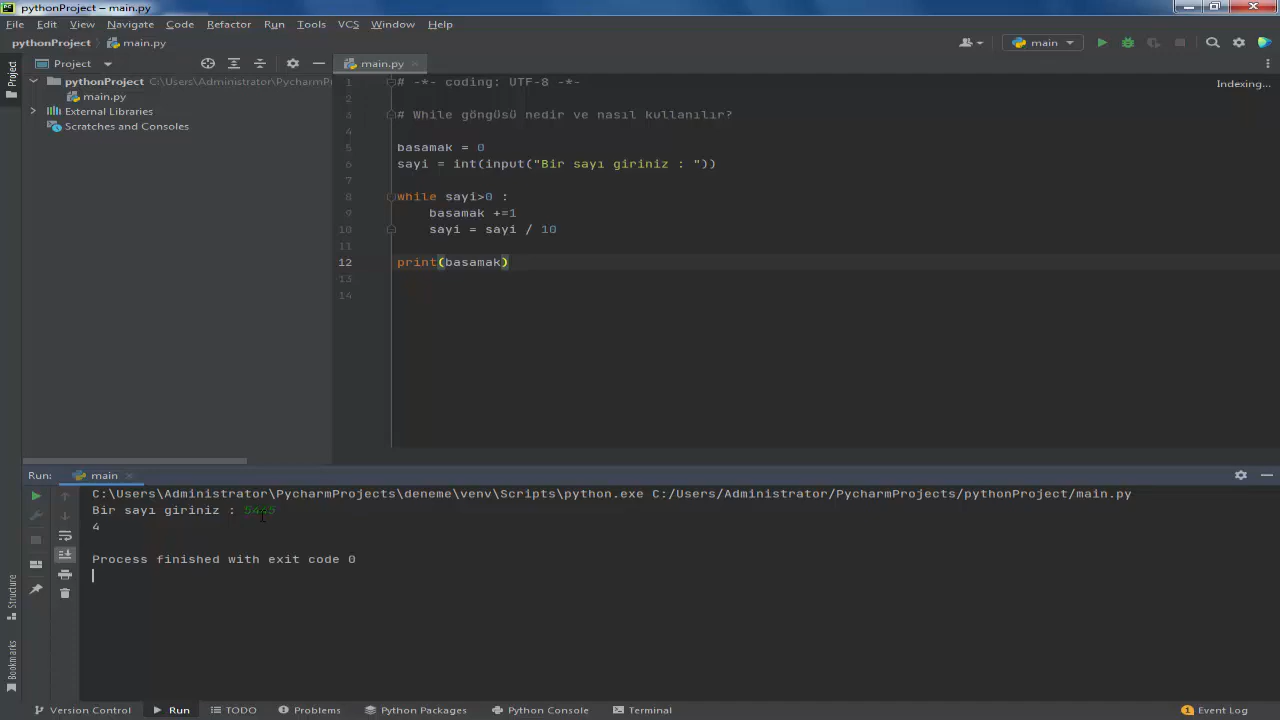 pythonProject – main.py
File Edit View Navigate Code Refactor Run Tools VCS Window Help
pythonProject main.py main
Project main.py
pythonProject C:\Users\Administrator\PycharmPr
main.py
External Libraries
Scratches and Consoles
Indexing...
1 # -*- coding: UTF-8 -*-
2
3 # While göngüsü nedir ve nasıl kullanılır?
4
5 basamak = 0
6 sayi = int(input("Bir sayı giriniz : "))
7
8 while sayi>0 :
9 basamak +=1
10 sayi = sayi / 10
11
12 print(basamak)
13
14
Project
Structure
Bookmarks
Run: main
C:\Users\Administrator\PycharmProjects\deneme\venv\Scripts\python.exe C:/Users/Administrator/PycharmProjects/pythonProject/main.py
Bir sayı giriniz :
4
Process finished with exit code 0
Version Control Run TODO Problems Python Packages Python Console Terminal 1 Event Log